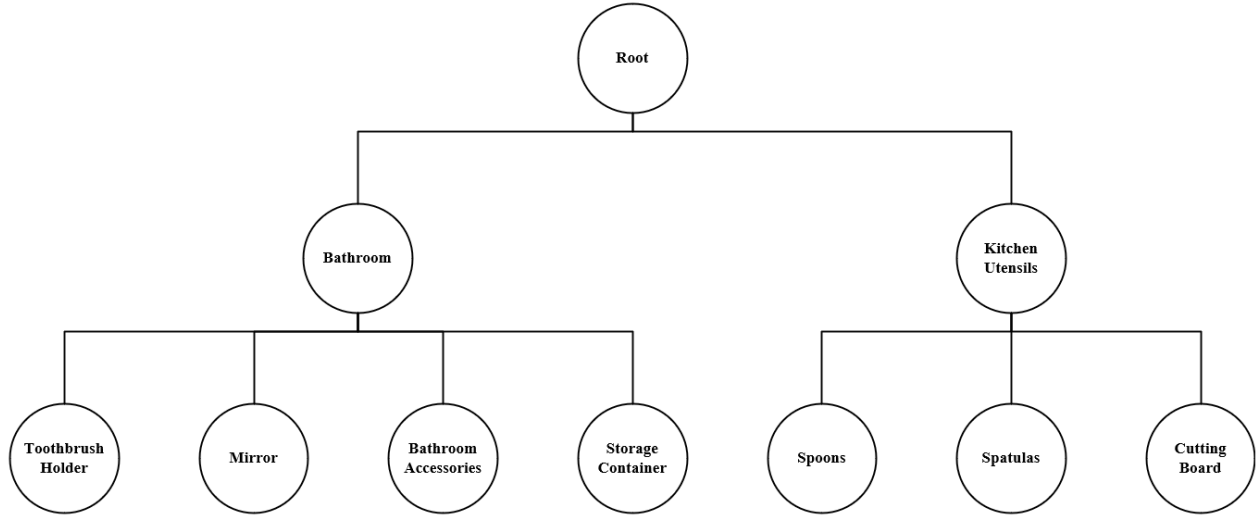 Root
Bathroom
Kitchen
Utensils
Toothbrush
Holder
Mirror
Bathroom
Accessories
Storage
Container
Spoons
Spatulas
Cutting
Board